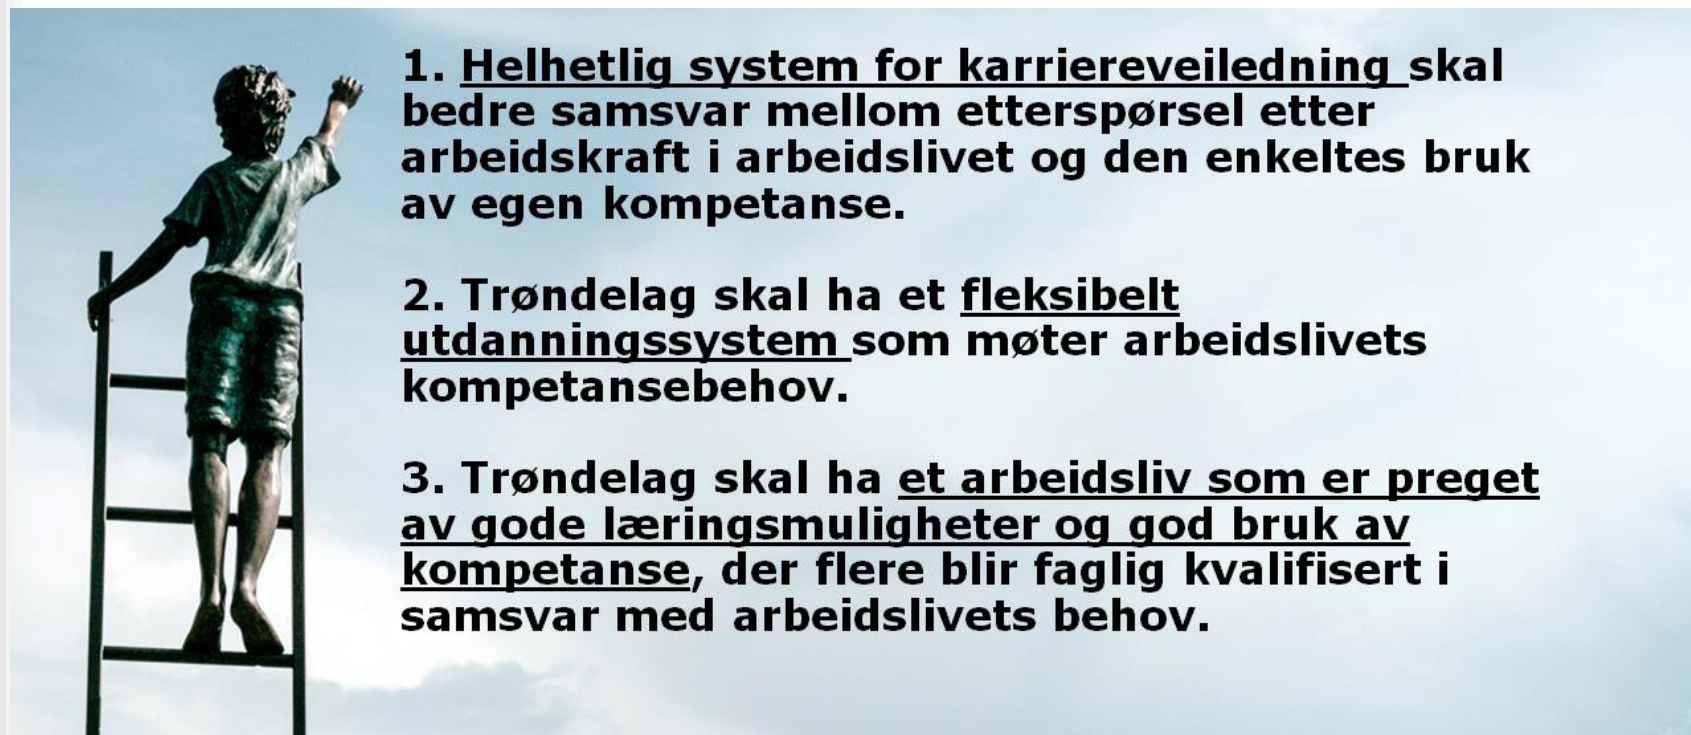 1. Helhetlig system for karriereveiledning skal
bedre samsvar mellom etterspørsel etter
arbeidskraft i arbeidslivet og den enkeltes bruk
av egen kompetanse.
2. Trøndelag skal ha et fleksibelt
utdanningssystem som møter arbeidslivets
kompetansebehov.
3. Trøndelag skal ha et arbeidsliv som er preget
av gode læringsmuligheter og god bruk av
kompetanse, der flere blir faglig kvalifisert i
samsvar med arbeidslivets behov.